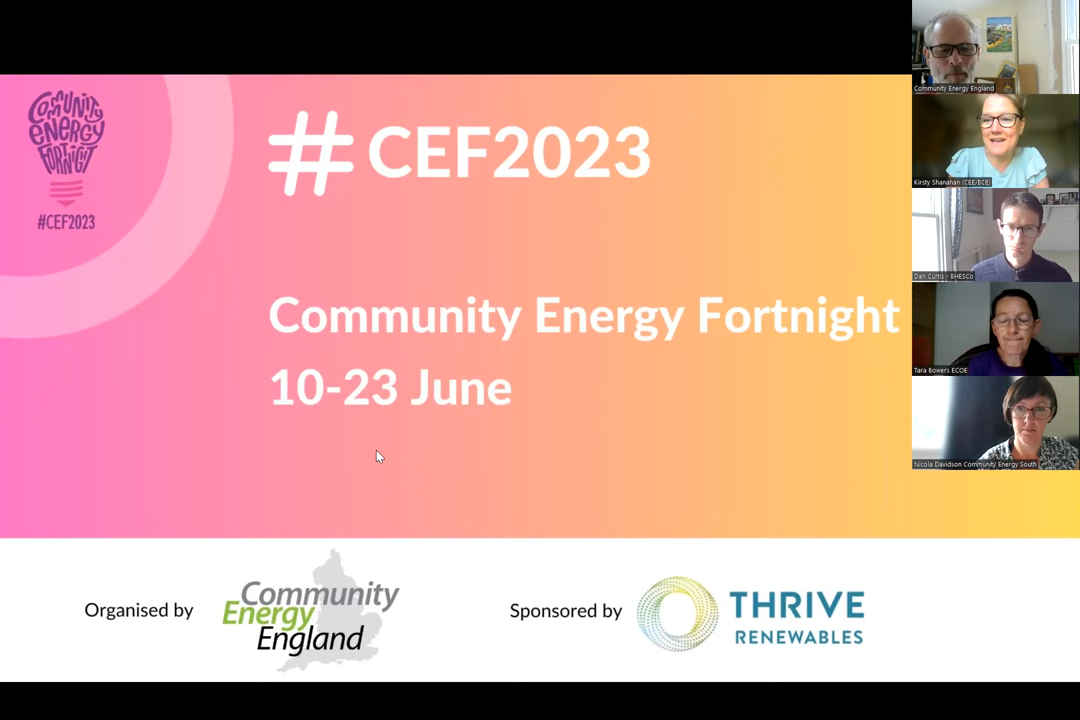 COMMUNITY
ENERGY
FORTNIGHT
#CEF2023
#CEF2023
Community Energy Fortnight
10-23 June
Organised by
Community
Energy
England
Sponsored by
THRIVE
RENEWABLES
Community Energy England
Kirsty Shanahan (CEE/BCE)
Dan Curtis - BHESCo
Tara Bowers ECOE
Nicola Davidson Community Energy South